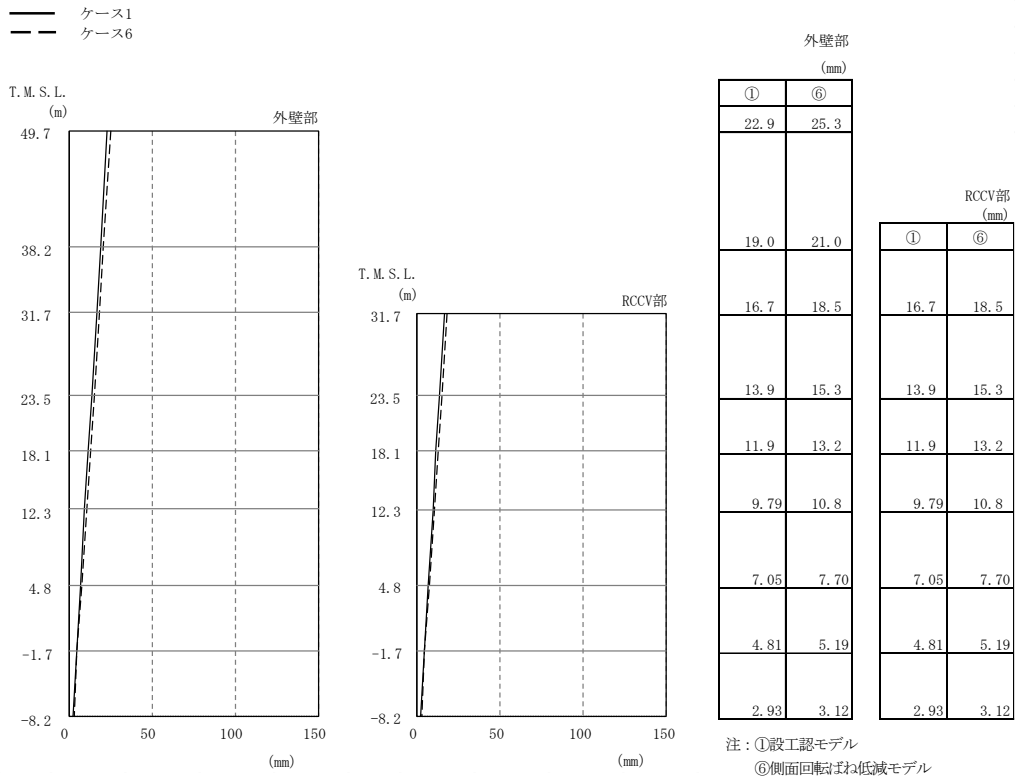 ケース1
ケース6
T.M.S.L.
(m)
外壁部
49.7
38.2
31.7
23.5
18.1
12.3
4.8
-1.7
-8.2
0 50 100 150
(mm)
T.M.S.L.
(m)
RCCV部
31.7
23.5
18.1
12.3
4.8
-1.7
-8.2
0 50 100 150
(mm)
外壁部
(mm)
① ⑥
22.9 25.3
19.0 21.0
16.7 18.5
13.9 15.3
11.9 13.2
9.79 10.8
7.05 7.70
4.81 5.19
2.93 3.12
RCCV部
(mm)
① ⑥
16.7 18.5
13.9 15.3
11.9 13.2
9.79 10.8
7.05 7.70
4.81 5.19
2.93 3.12
注：①設工認モデル
⑥側面回転ばね低減モデル